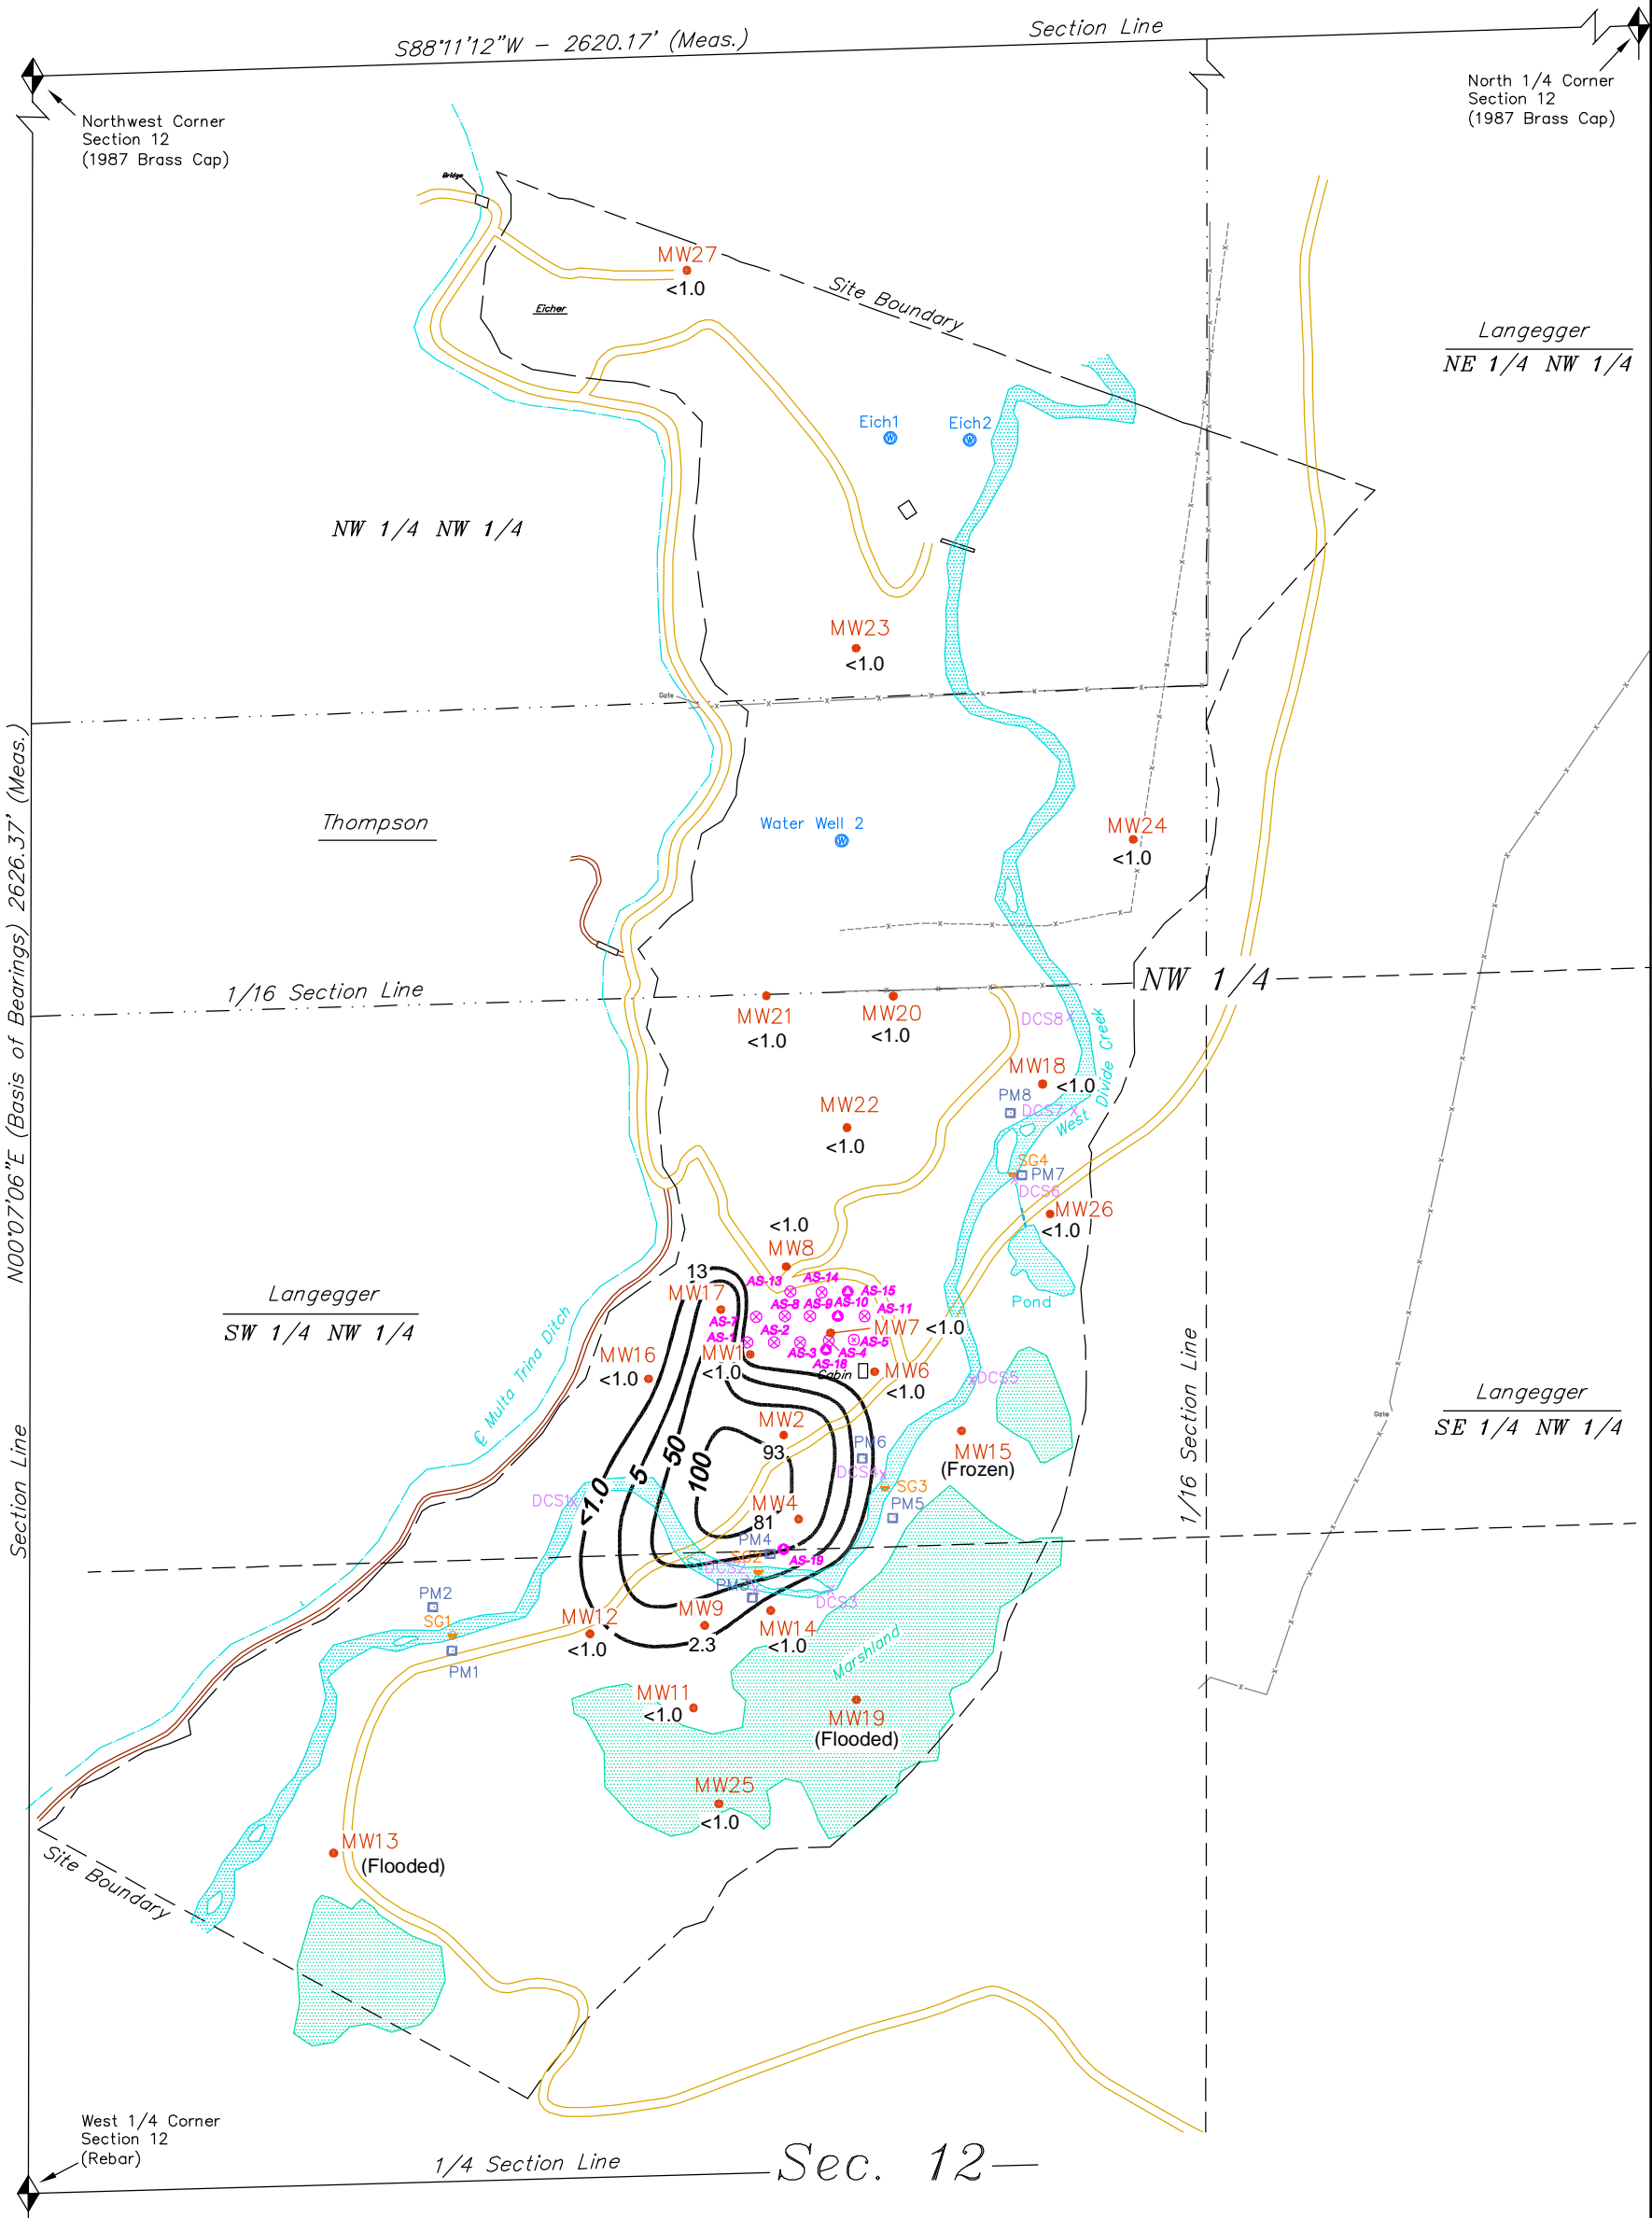 S88°11'12"W - 2620.17' (Meas.)
Section Line
Northwest Corner
Section 12
(1987 Brass Cap)
North 1/4 Corner
Section 12
(1987 Brass Cap)
Bridge
MW27
<1.0
Eicher
Site Boundary
Langegger
NE 1/4 NW 1/4
Eich1
Eich2
NW 1/4 NW 1/4
MW23
<1.0
Gate
N00°07'06"E (Basis of Bearings) 2626.37' (Meas.)
Thompson
Water Well 2
MW24
<1.0
1/16 Section Line
NW 1/4
MW21
<1.0
MW20
<1.0
DCS8
West Divide Creek
MW18
<1.0
PM8
DCS7
MW22
<1.0
SG4
PM7
DCS6
MW26
<1.0
<1.0
MW8
Pond
13
MW17
AS-13
AS-14
AS-15
AS-8
AS-9
AS-10
AS-11
AS-7
AS-1
AS-2
AS-3
AS-4
AS-5
AS-16
MW7
<1.0
MW1
<1.0
Cabin
MW6
<1.0
Langegger
SW 1/4 NW 1/4
℄ Multa Trina Ditch
MW16
<1.0
DCS5
1/16 Section Line
Langegger
SE 1/4 NW 1/4
Gate
Section Line
MW2
93
PM6
DCS4
SG3
PM5
MW15
(Frozen)
<1.0
5
50
100
DCS1
MW4
81
PM4
AS-19
SG2
DCS2
PM3
DCS3
PM2
SG1
PM1
MW12
<1.0
MW9
2.3
MW14
<1.0
Marshland
MW11
<1.0
MW19
(Flooded)
MW25
<1.0
MW13
(Flooded)
Site Boundary
West 1/4 Corner
Section 12
(Rebar)
1/4 Section Line
Sec. 12